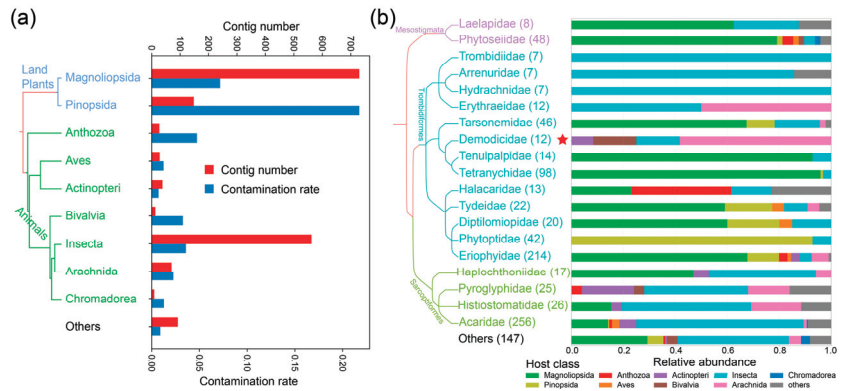 (a)
Contig number
0 100 200 300 400 500 600 700
Land
Plants
Magnoliopsida
Pinopsida
Anthozoa
Aves
Actinopteri
Animals
Bivalvia
Insecta
Arachnida
Chromadorea
Others
Contig number
Contamination rate
0.00 0.05 0.10 0.15 0.20
Contamination rate
(b)
Mesostigmata
Trombidiformes
Sarcoptiformes
Laelapidae (8)
Phytoseiidae (48)
Trombidiidae (7)
Arrenuridae (7)
Hydrachnidae (7)
Erythraeidae (12)
Tarsonemidae (46)
Demodicidae (12)
Tenuipalpidae (14)
Tetranychidae (98)
Halacaridae (13)
Tydeidae (22)
Diptilomiopidae (20)
Phytoptidae (42)
Eriophyidae (214)
Haplochthoniidae (17)
Pyroglyphidae (25)
Histiostomatidae (26)
Acaridae (256)
Others (147)
0.0 0.2 0.4 0.6 0.8 1.0
Relative abundance
Host class
Magnoliopsida Anthozoa Actinopteri Insecta Chromadorea
Pinopsida Aves Bivalvia Arachnida others